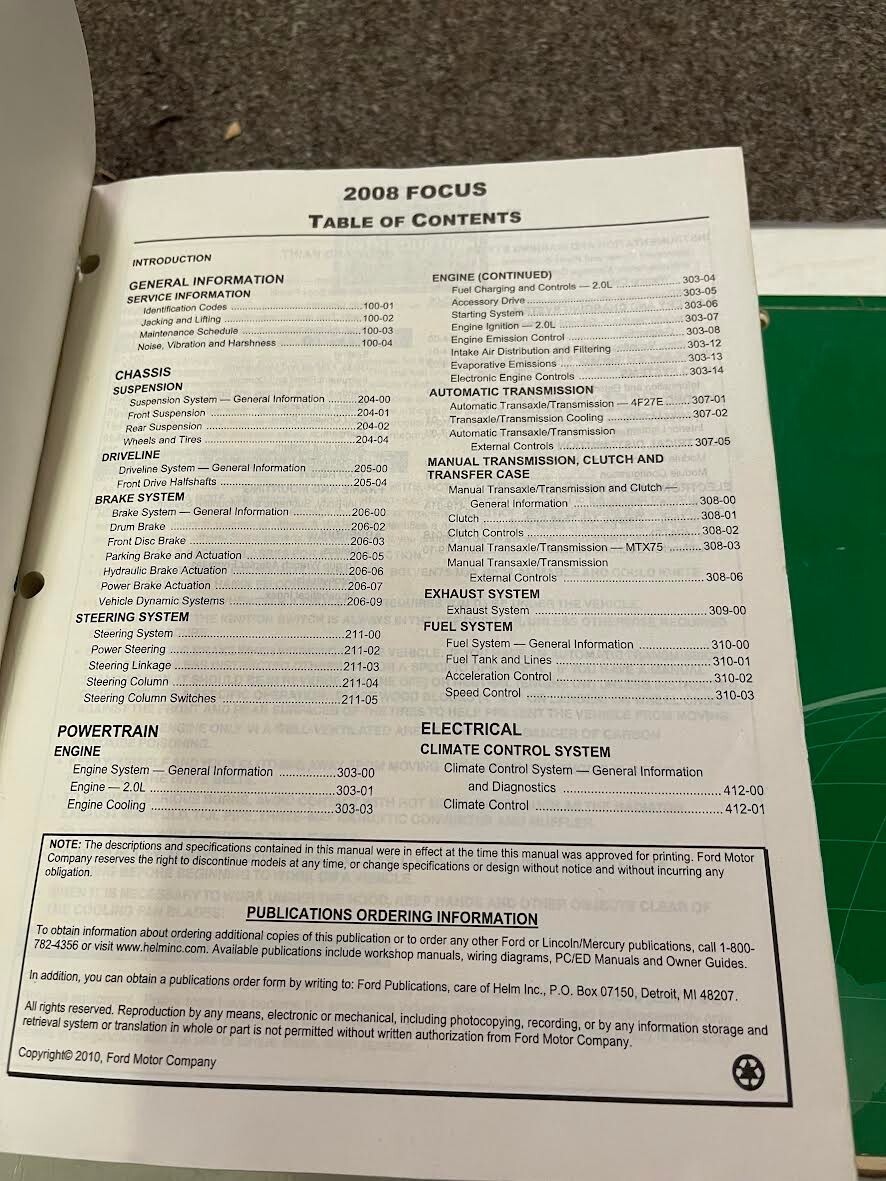 2008 FOCUS
TABLE OF CONTENTS
INTRODUCTION
GENERAL INFORMATION
SERVICE INFORMATION
Identification Codes ........ 100-01
Jacking and Lifting ........ 100-02
Maintenance Schedule ........ 100-03
Noise, Vibration and Harshness ........ 100-04
CHASSIS
SUSPENSION
Suspension System — General Information ........ 204-00
Front Suspension ........ 204-01
Rear Suspension ........ 204-02
Wheels and Tires ........ 204-04
DRIVELINE
Driveline System — General Information ........ 205-00
Front Drive Halfshafts ........ 205-04
BRAKE SYSTEM
Brake System — General Information ........ 206-00
Drum Brake ........ 206-02
Front Disc Brake ........ 206-03
Parking Brake and Actuation ........ 206-05
Hydraulic Brake Actuation ........ 206-06
Power Brake Actuation ........ 206-07
Vehicle Dynamic Systems ........ 206-09
STEERING SYSTEM
Steering System ........ 211-00
Power Steering ........ 211-02
Steering Linkage ........ 211-03
Steering Column ........ 211-04
Steering Column Switches ........ 211-05
POWERTRAIN
ENGINE
Engine System — General Information ........ 303-00
Engine — 2.0L ........ 303-01
Engine Cooling ........ 303-03
ENGINE (CONTINUED)
Fuel Charging and Controls — 2.0L ........ 303-04
Accessory Drive ........ 303-05
Starting System ........ 303-06
Engine Ignition — 2.0L ........ 303-07
Engine Emission Control ........ 303-08
Intake Air Distribution and Filtering ........ 303-12
Evaporative Emissions ........ 303-13
Electronic Engine Controls ........ 303-14
AUTOMATIC TRANSMISSION
Automatic Transaxle/Transmission — 4F27E ........ 307-01
Transaxle/Transmission Cooling ........ 307-02
Automatic Transaxle/Transmission
External Controls ........ 307-05
MANUAL TRANSMISSION, CLUTCH AND
TRANSFER CASE
Manual Transaxle/Transmission and Clutch —
General Information ........ 308-00
Clutch ........ 308-01
Clutch Controls ........ 308-02
Manual Transaxle/Transmission — MTX75 ........ 308-03
Manual Transaxle/Transmission
External Controls ........ 308-06
EXHAUST SYSTEM
Exhaust System ........ 309-00
FUEL SYSTEM
Fuel System — General Information ........ 310-00
Fuel Tank and Lines ........ 310-01
Acceleration Control ........ 310-02
Speed Control ........ 310-03
ELECTRICAL
CLIMATE CONTROL SYSTEM
Climate Control System — General Information
and Diagnostics ........ 412-00
Climate Control ........ 412-01
NOTE: The descriptions and specifications contained in this manual were in effect at the time this manual was approved for printing. Ford Motor
Company reserves the right to discontinue models at any time, or change specifications or design without notice and without incurring any
obligation.
PUBLICATIONS ORDERING INFORMATION
To obtain information about ordering additional copies of this publication or to order any other Ford or Lincoln/Mercury publications, call 1-800-
782-4356 or visit www.helminc.com. Available publications include workshop manuals, wiring diagrams, PC/ED Manuals and Owner Guides.
In addition, you can obtain a publications order form by writing to: Ford Publications, care of Helm Inc., P.O. Box 07150, Detroit, MI 48207.
All rights reserved. Reproduction by any means, electronic or mechanical, including photocopying, recording, or by any information storage and
retrieval system or translation in whole or part is not permitted without written authorization from Ford Motor Company.
Copyright© 2010, Ford Motor Company